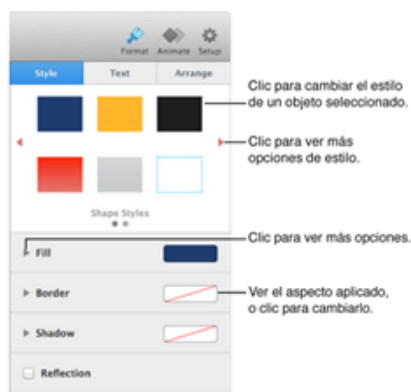 Format Animate Setup
Style Text Arrange
Clic para cambiar el estilo
de un objeto seleccionado.
Clic para ver más
opciones de estilo.
Shape Styles
Clic para ver más opciones.
Fill
Border
Ver el aspecto aplicado,
o clic para cambiarlo.
Shadow
Reflection